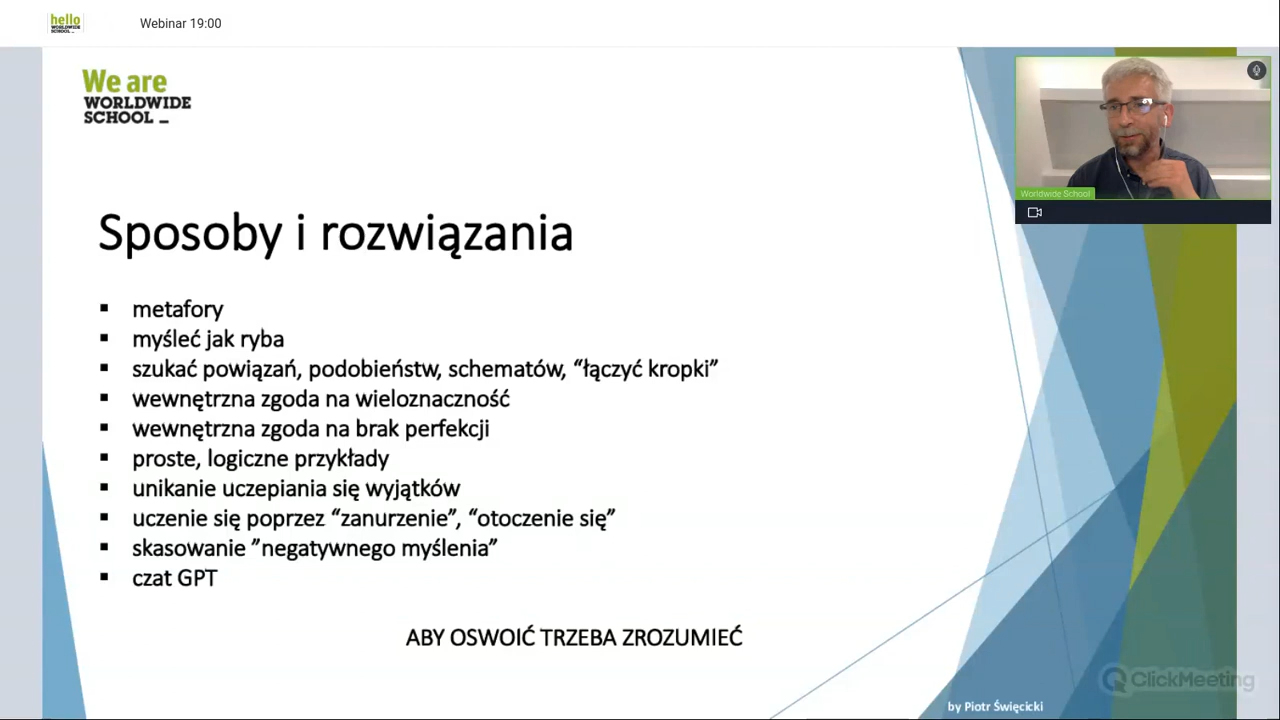 hello
WORLDWIDE
SCHOOL _
Webinar 19:00
We are
WORLDWIDE
SCHOOL _
Worldwide School
Sposoby i rozwiązania
▪ metafory
▪ myśleć jak ryba
▪ szukać powiązań, podobieństw, schematów, “łączyć kropki”
▪ wewnętrzna zgoda na wieloznaczność
▪ wewnętrzna zgoda na brak perfekcji
▪ proste, logiczne przykłady
▪ unikanie uczepiania się wyjątków
▪ uczenie się poprzez “zanurzenie”, “otoczenie się”
▪ skasowanie ”negatywnego myślenia”
▪ czat GPT
ABY OSWOIĆ TRZEBA ZROZUMIEĆ
ClickMeeting
by Piotr Święcicki